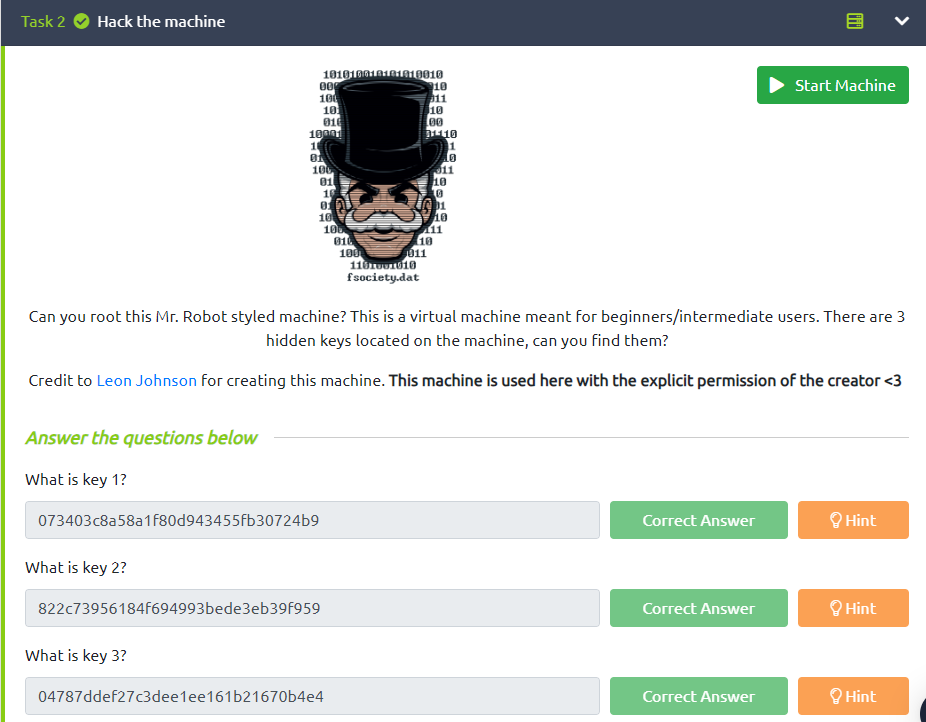 Task 2 Hack the machine
Start Machine
10101001010101010010
fsociety.dat
Can you root this Mr. Robot styled machine? This is a virtual machine meant for beginners/intermediate users. There are 3
hidden keys located on the machine, can you find them?
Credit to Leon Johnson for creating this machine. This machine is used here with the explicit permission of the creator <3
Answer the questions below
What is key 1?
073403c8a58a1f80d943455fb30724b9 Correct Answer Hint
What is key 2?
822c73956184f694993bede3eb39f959 Correct Answer Hint
What is key 3?
04787ddef27c3dee1ee161b21670b4e4 Correct Answer Hint